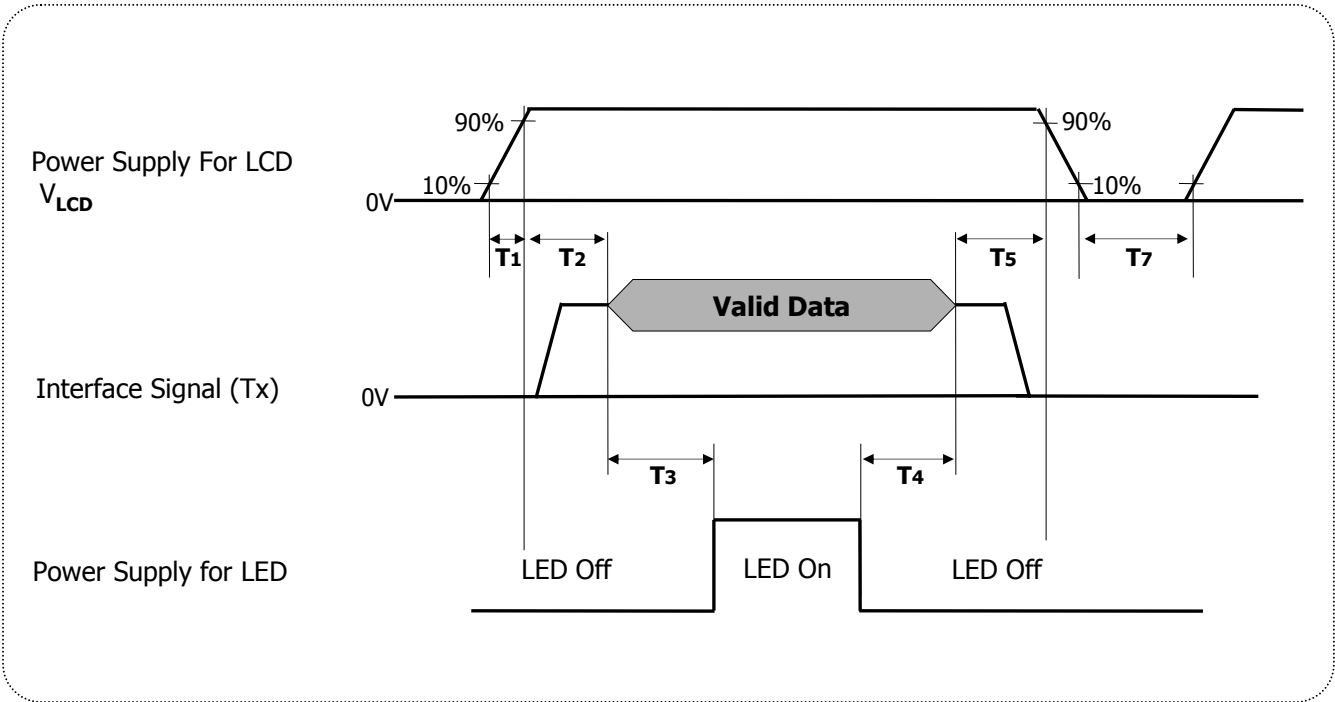 90%
90%
Power Supply For LCD
VLCD
10%
10%
0V
T1
T2
T5
T7
Valid Data
Interface Signal (Tx)
0V
T3
T4
Power Supply for LED
LED Off
LED On
LED Off